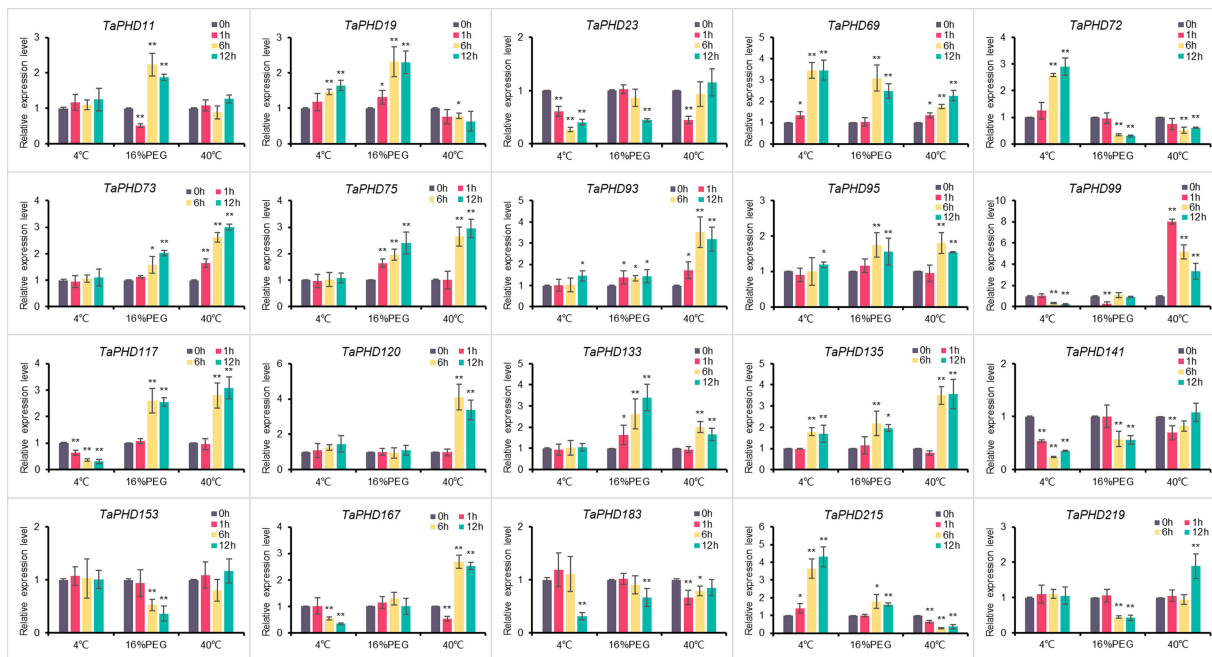 TaPHD11
0h
1h
6h
12h
Relative expression level
3
2
1
0
4℃ 16%PEG 40℃
TaPHD19
0h
1h
6h
12h
Relative expression level
3
2
1
0
4℃ 16%PEG 40℃
TaPHD23
0h
1h
6h
12h
Relative expression level
2
1
0
4℃ 16%PEG 40℃
TaPHD69
0h
1h
6h
12h
Relative expression level
5
4
3
2
1
0
4℃ 16%PEG 40℃
TaPHD72
0h
1h
6h
12h
Relative expression level
4
3
2
1
0
4℃ 16%PEG 40℃
TaPHD73
0h 1h
6h 12h
Relative expression level
4
3
2
1
0
4℃ 16%PEG 40℃
TaPHD75
0h 1h
6h 12h
Relative expression level
4
3
2
1
0
4℃ 16%PEG 40℃
TaPHD93
0h 1h
6h 12h
Relative expression level
5
4
3
2
1
0
4℃ 16%PEG 40℃
TaPHD95
0h
1h
6h
12h
Relative expression level
3
2
1
0
4℃ 16%PEG 40℃
TaPHD99
0h
1h
6h
12h
Relative expression level
10
8
6
4
2
0
4℃ 16%PEG 40℃
TaPHD117
0h 1h
6h 12h
Relative expression level
4
3
2
1
0
4℃ 16%PEG 40℃
TaPHD120
0h 1h
6h 12h
Relative expression level
6
4
2
0
4℃ 16%PEG 40℃
TaPHD133
0h
1h
6h
12h
Relative expression level
5
4
3
2
1
0
4℃ 16%PEG 40℃
TaPHD135
0h 1h
6h 12h
Relative expression level
5
4
3
2
1
0
4℃ 16%PEG 40℃
TaPHD141
0h
1h
6h
12h
Relative expression level
2
1
0
4℃ 16%PEG 40℃
TaPHD153
0h
1h
6h
12h
Relative expression level
2
1
0
4℃ 16%PEG 40℃
TaPHD167
0h 1h
6h 12h
Relative expression level
4
3
2
1
0
4℃ 16%PEG 40℃
TaPHD183
0h
1h
6h
12h
Relative expression level
2
1
0
4℃ 16%PEG 40℃
TaPHD215
0h
1h
6h
12h
Relative expression level
6
5
4
3
2
1
0
4℃ 16%PEG 40℃
TaPHD219
0h 1h
6h 12h
Relative expression level
3
2
1
0
4℃ 16%PEG 40℃